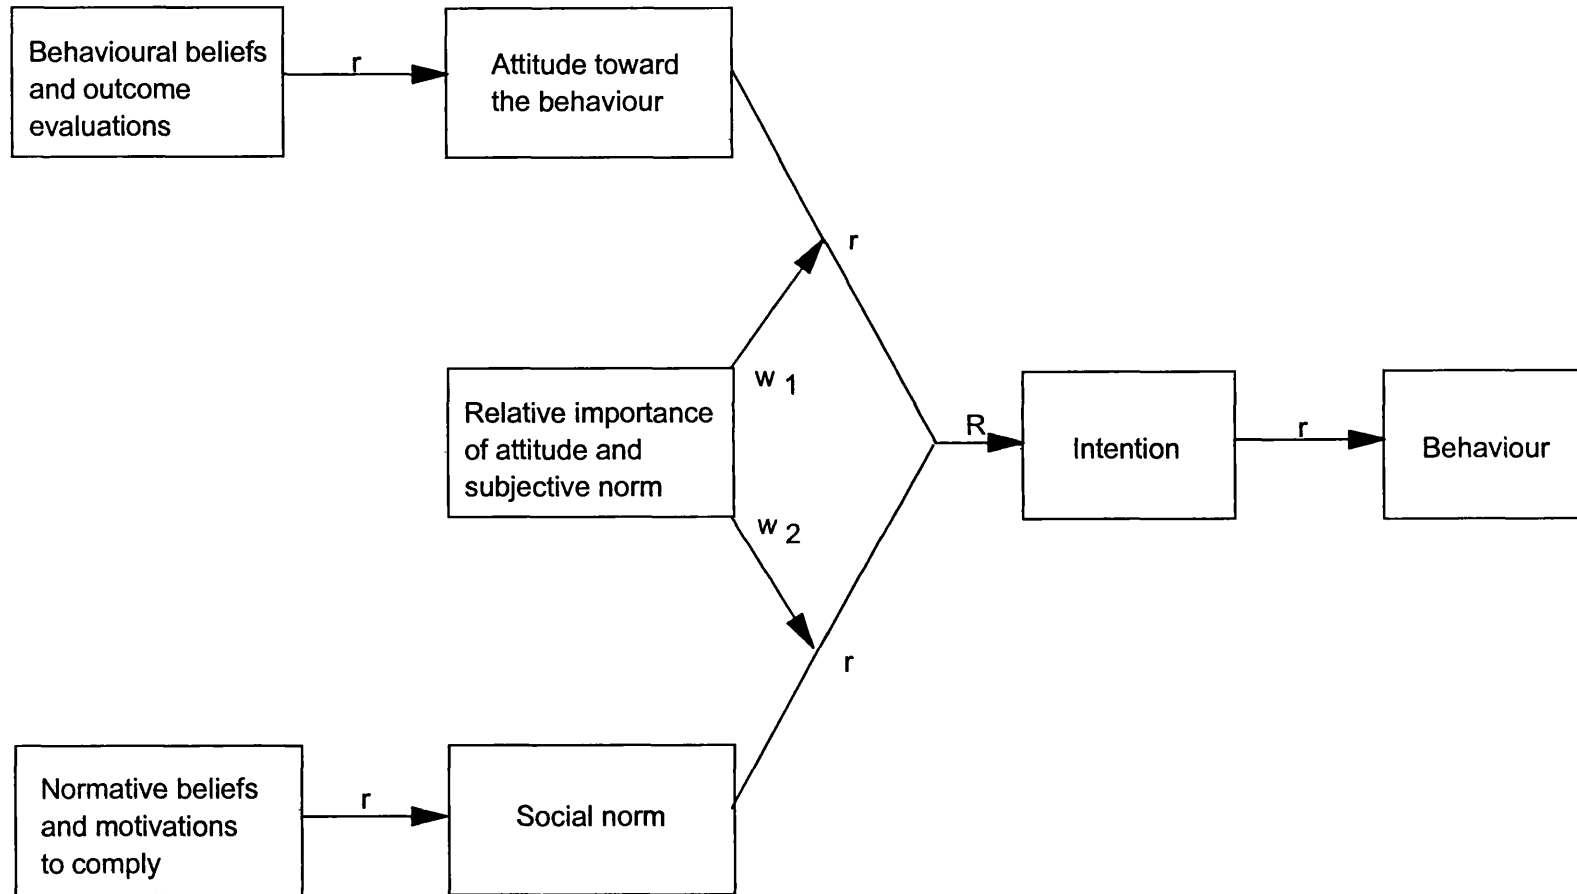 Behavioural beliefs
and outcome
evaluations
r
Attitude toward
the behaviour
r
w 1
Relative importance
of attitude and
subjective norm
w 2
r
R
Intention
r
Behaviour
Normative beliefs
and motivations
to comply
r
Social norm